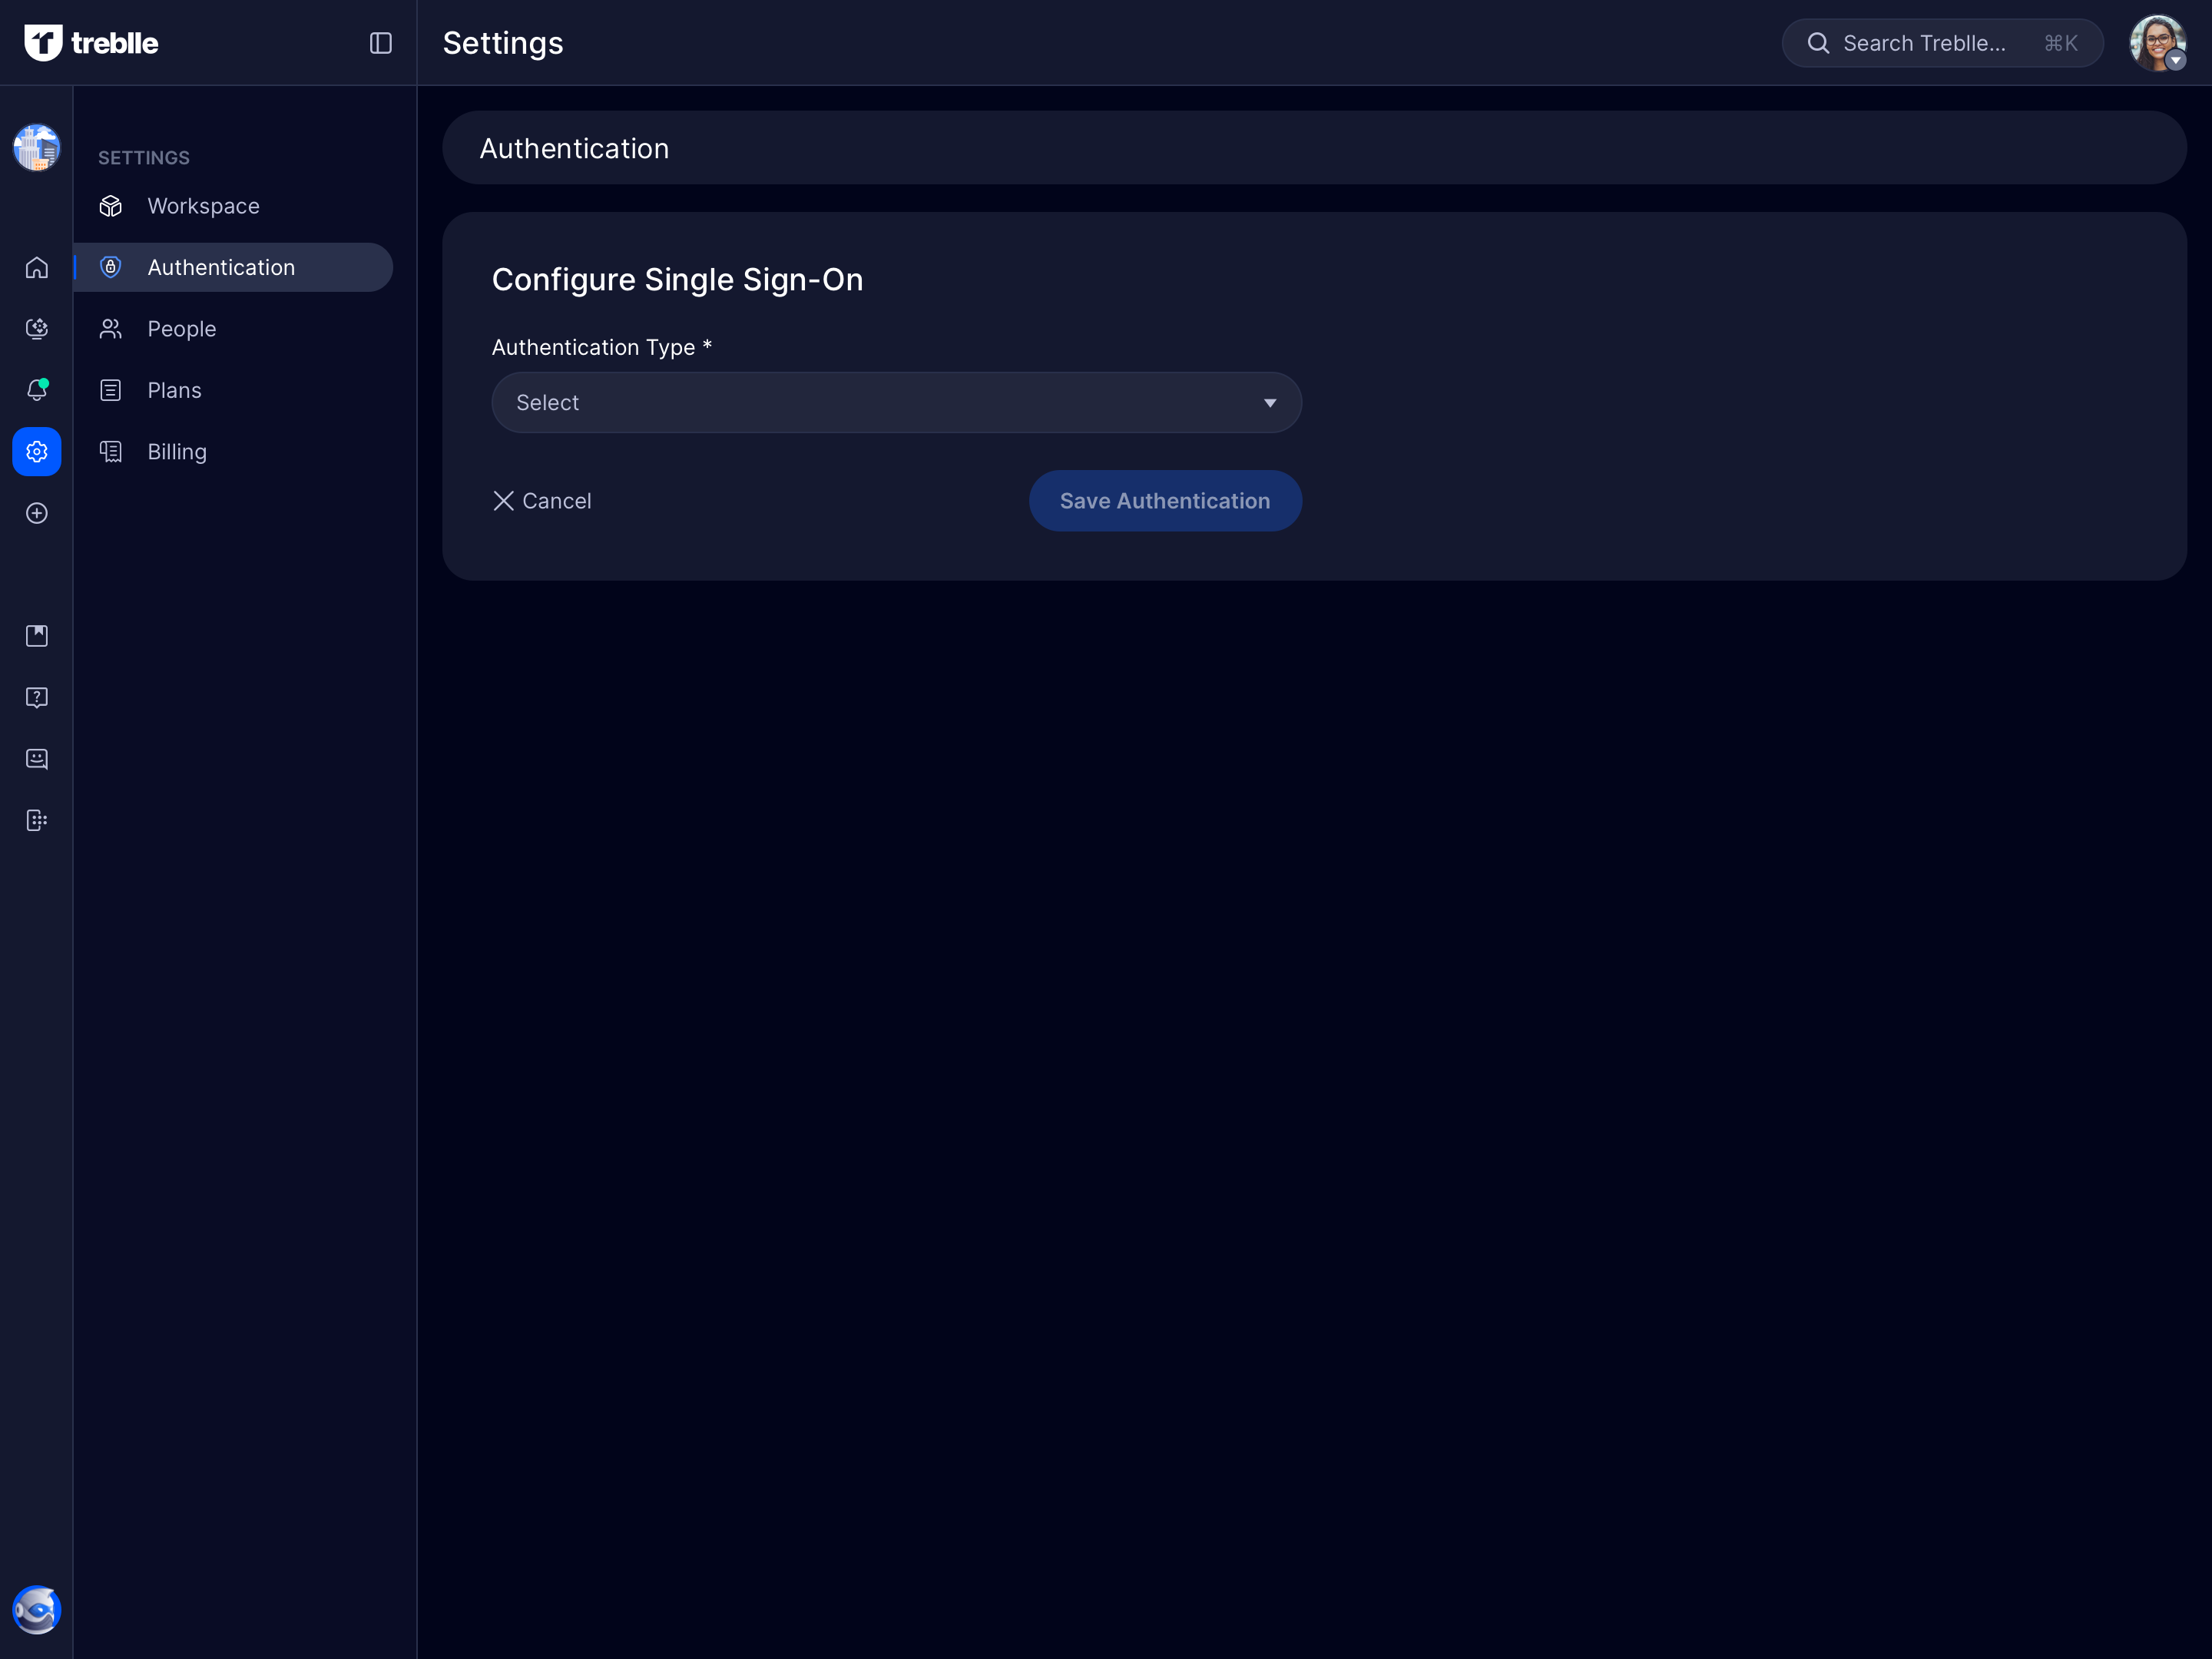 treblle
Settings
Search Treblle...
⌘K
SETTINGS
Workspace
Authentication
People
Plans
Billing
Authentication
Configure Single Sign-On
Authentication Type *
Select
Cancel
Save Authentication